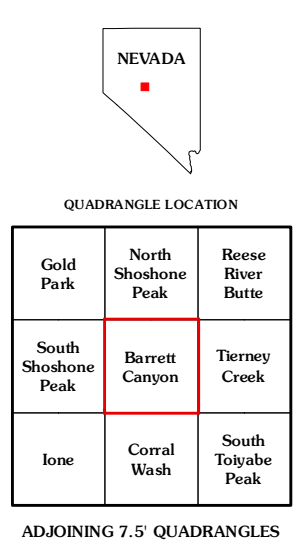 NEVADA
QUADRANGLE LOCATION
Gold
Park
North
Shoshone
Peak
Reese
River
Butte
South
Shoshone
Peak
Barrett
Canyon
Tierney
Creek
Ione
Corral
Wash
South
Toiyabe
Peak
ADJOINING 7.5' QUADRANGLES